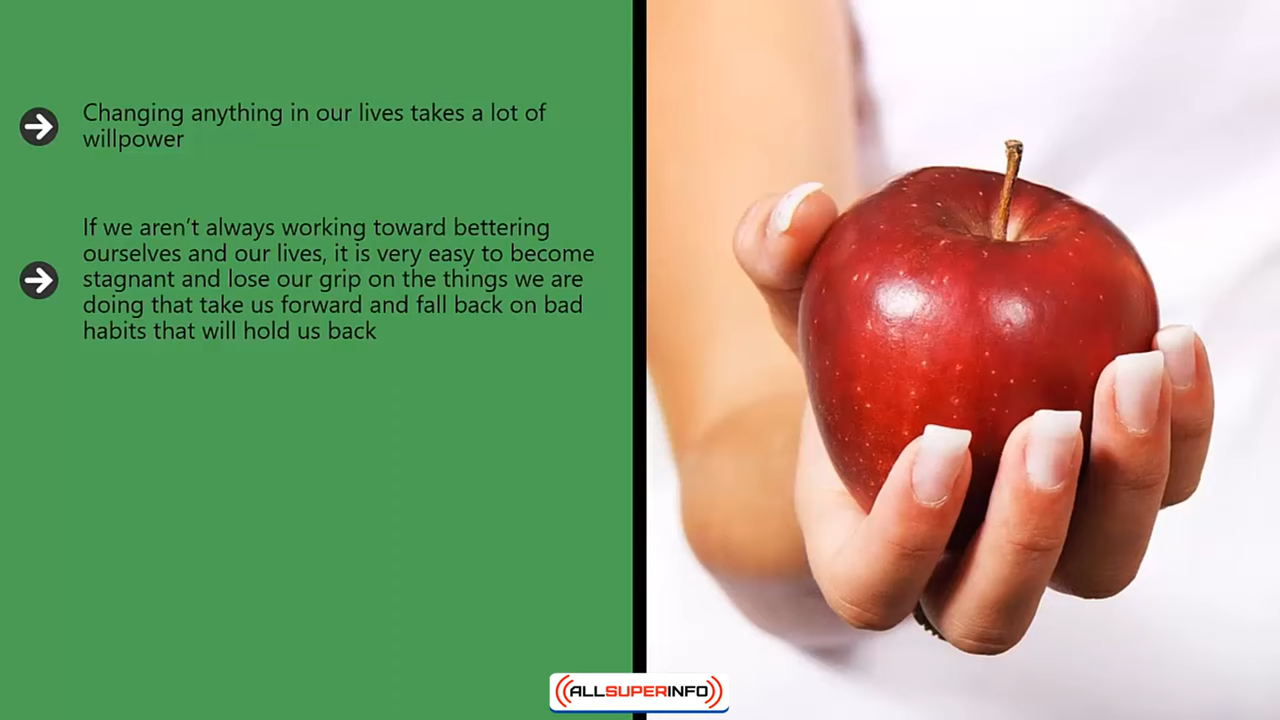 Changing anything in our lives takes a lot of
willpower
If we aren’t always working toward bettering
ourselves and our lives, it is very easy to become
stagnant and lose our grip on the things we are
doing that take us forward and fall back on bad
habits that will hold us back
ALLSUPERINFO